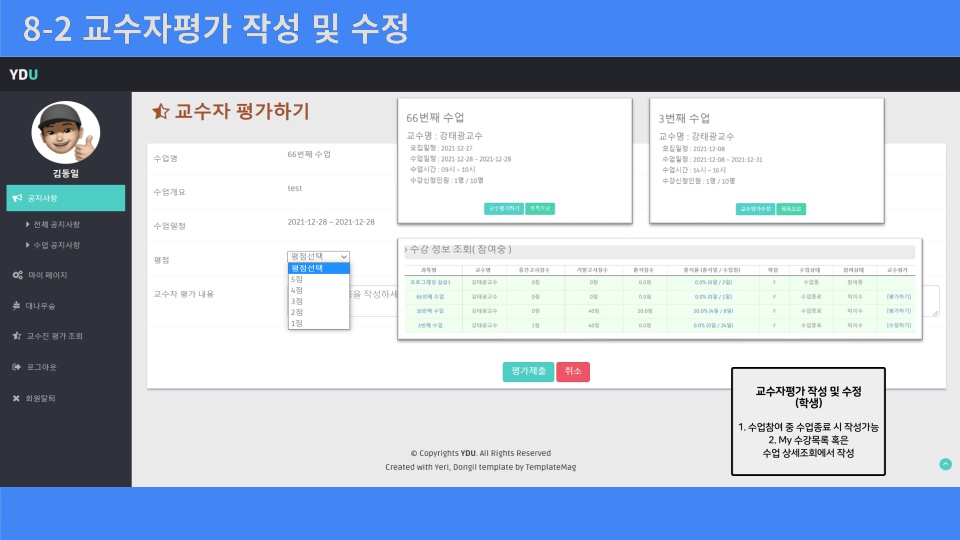 8-2 교수자평가 작성 및 수정
YDU
김동일
공지사항
전체 공지사항
수업 공지사항
마이 페이지
대나무숲
교수진 평가 조회
로그아웃
회원탈퇴
교수자 평가하기
수업명 66번째 수업
수업개요 test
수업일정 2021-12-28 ~ 2021-12-28
평점 평점선택
평점선택
5점
4점
3점
2점
1점
교수자 평가 내용 을 작성하세
66번째 수업
교수명 : 강태광교수
모집일정 : 2021-12-27
수업일정 : 2021-12-28 ~ 2021-12-28
수업시간 : 09시 ~ 10시
수강신청인원 : 1명 / 10명
교수평가하기 목록으로
3번째 수업
교수명 : 강태광교수
모집일정 : 2021-12-08
수업일정 : 2021-12-08 ~ 2021-12-31
수업시간 : 14시 ~ 16시
수강신청인원 : 1명 / 10명
교수평가수정 목록으로
› 수강 정보 조회( 참여중 )
과목명 교수명 중간고사점수 기말고사점수 출석점수 출석률 (출석일 / 수업일) 학점 수업상태 참여상태 교수평가
프로그래밍 실습1 강태광교수 0점 0점 0.0점 0.0% (0일 / 2일) F 수업중 참여중
66번째 수업 강태광교수 0점 0점 0.0점 0.0% (0일 / 1일) F 수업종료 미이수 [평가하기]
강태광교수 0점 40점 10.0점 F 수업종료 미이수 [평가하기]
3번째 수업 강태광교수 1점 40점 0.0점 0.0% (0일 / 24일) F 수업종료 미이수 [수정하기]
평가제출 취소
교수자평가 작성 및 수정
(학생)
1. 수업참여 중 수업종료 시 작성가능
2. My 수강목록 혹은
수업 상세조회에서 작성
© Copyrights YDU. All Rights Reserved
Created with Yeri, Dongil template by TemplateMag